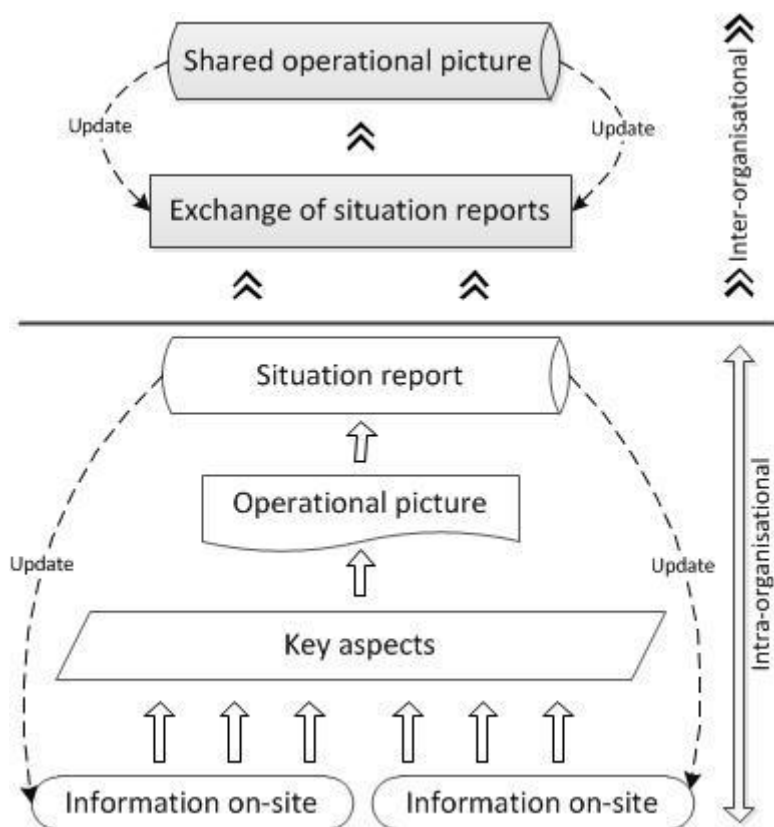 Shared operational picture
Update
Update
Exchange of situation reports
Inter-organisational
Situation report
Operational picture
Update
Update
Key aspects
Intra-organisational
Information on-site
Information on-site